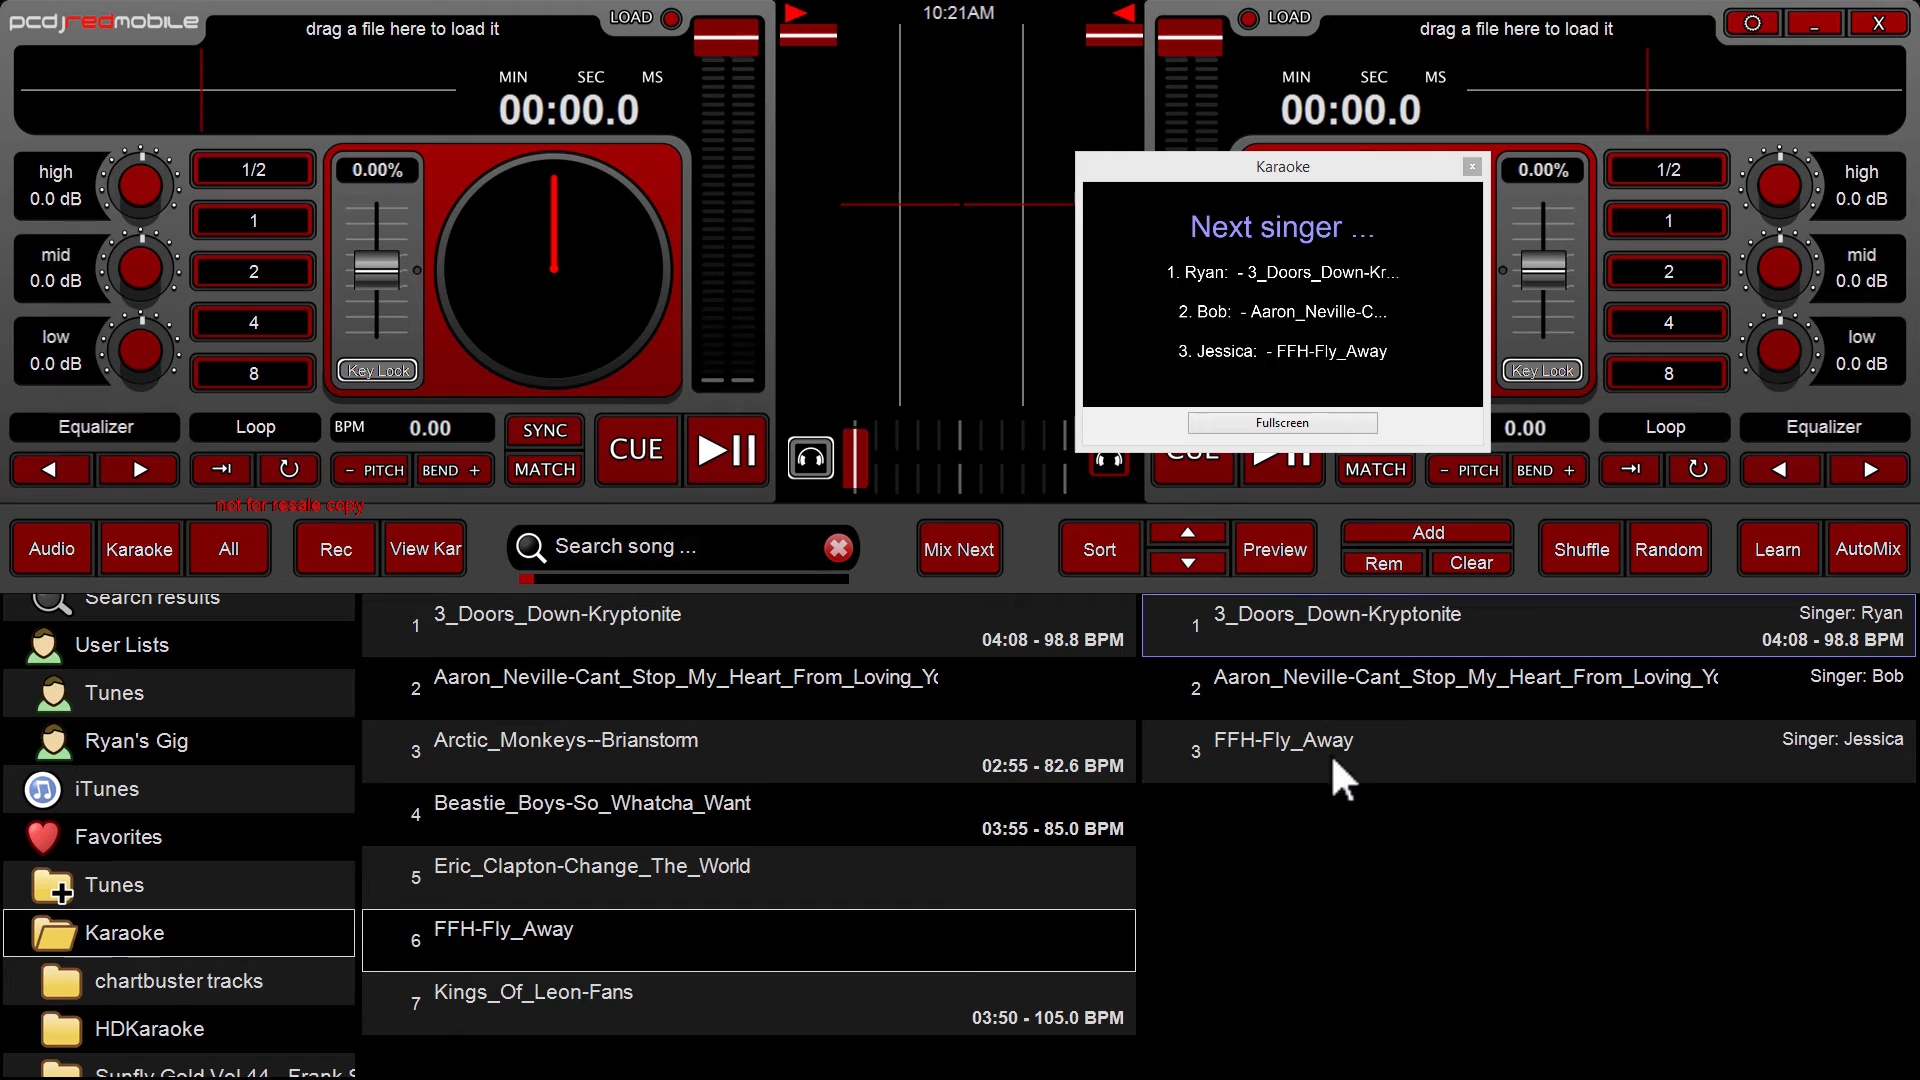 pcdj red mobile
drag a file here to load it
LOAD
10:21AM
LOAD
drag a file here to load it
_
X
MIN SEC MS
00:00.0
MIN SEC MS
00:00.0
high
0.0 dB
mid
0.0 dB
low
0.0 dB
1/2
1
2
4
8
0.00%
Key Lock
Karaoke
x
Next singer ...
1. Ryan: - 3_Doors_Down-Kr...
2. Bob: - Aaron_Neville-C...
3. Jessica: - FFH-Fly_Away
Fullscreen
0.00%
Key Lock
1/2
1
2
4
8
high
0.0 dB
mid
0.0 dB
low
0.0 dB
Equalizer
Loop
BPM 0.00
SYNC
MATCH
CUE
- PITCH
BEND +
CUE
0.00
MATCH
- PITCH
BEND +
Loop
Equalizer
not for resale copy
Audio
Karaoke
All
Rec
View Kar
Search song ...
Mix Next
Sort
Preview
Add
Rem
Clear
Shuffle
Random
Learn
AutoMix
Search results
User Lists
Tunes
Ryan's Gig
iTunes
Favorites
Tunes
Karaoke
chartbuster tracks
HDKaraoke
Sunfly Gold Vol 44 - Frank S
1 3_Doors_Down-Kryptonite
04:08 - 98.8 BPM
2 Aaron_Neville-Cant_Stop_My_Heart_From_Loving_Yo
3 Arctic_Monkeys--Brianstorm
02:55 - 82.6 BPM
4 Beastie_Boys-So_Whatcha_Want
03:55 - 85.0 BPM
5 Eric_Clapton-Change_The_World
6 FFH-Fly_Away
7 Kings_Of_Leon-Fans
03:50 - 105.0 BPM
1 3_Doors_Down-Kryptonite Singer: Ryan
04:08 - 98.8 BPM
2 Aaron_Neville-Cant_Stop_My_Heart_From_Loving_Yo Singer: Bob
3 FFH-Fly_Away Singer: Jessica